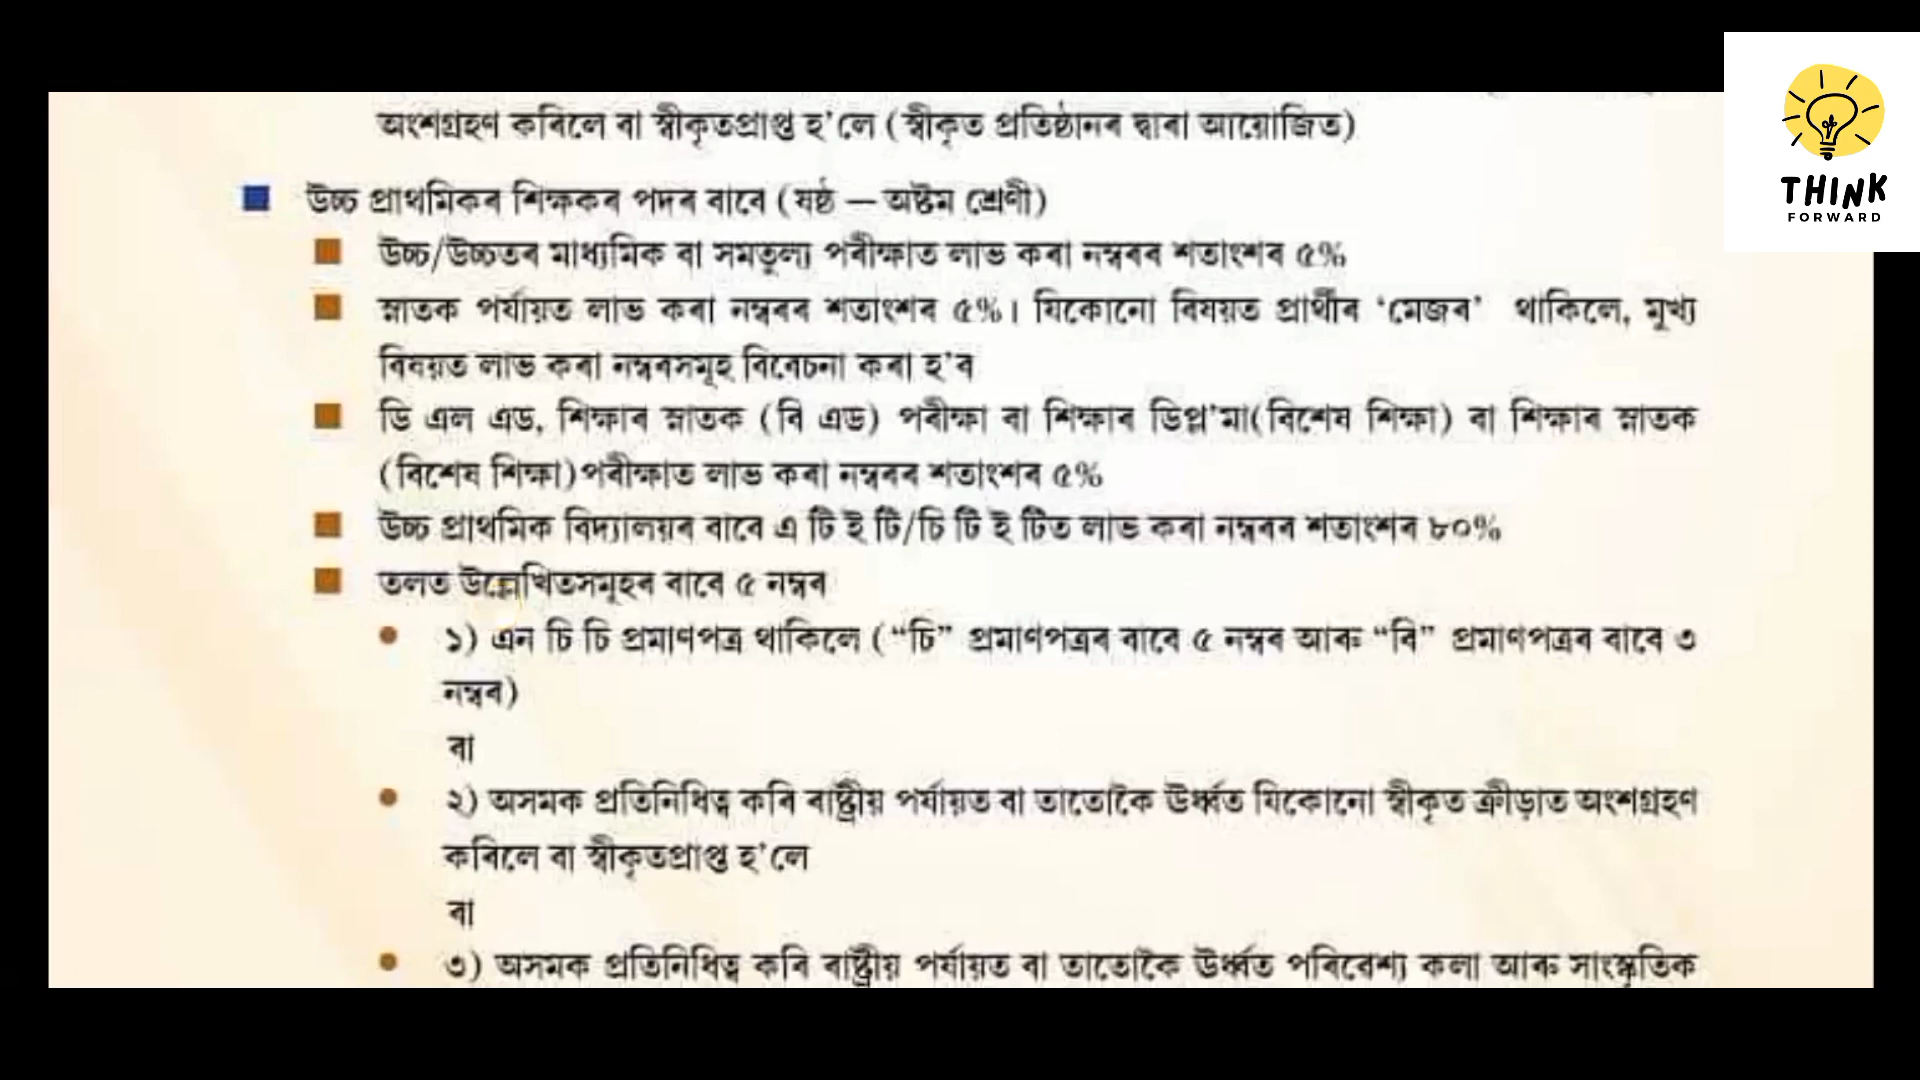 অংশগ্ৰহণ কৰিলে বা স্বীকৃতপ্ৰাপ্ত হ’লে (স্বীকৃত প্ৰতিষ্ঠানৰ দ্বাৰা আয়োজিত)
THINK
FORWARD
উচ্চ প্ৰাথমিকৰ শিক্ষকৰ পদৰ বাবে (ষষ্ঠ – অষ্টম শ্ৰেণী)
উচ্চ/উচ্চতৰ মাধ্যমিক বা সমতুল্য পৰীক্ষাত লাভ কৰা নম্বৰৰ শতাংশৰ ৫%
স্নাতক পৰ্যায়ত লাভ কৰা নম্বৰৰ শতাংশৰ ৫%। যিকোনো বিষয়ত প্ৰাৰ্থীৰ ‘মেজৰ’ থাকিলে, মূখ্য
বিষয়ত লাভ কৰা নম্বৰসমূহ বিবেচনা কৰা হ’ব
ডি এল এড, শিক্ষাৰ স্নাতক (বি এড) পৰীক্ষা বা শিক্ষাৰ ডিপ্ল’মা(বিশেষ শিক্ষা) বা শিক্ষাৰ স্নাতক
(বিশেষ শিক্ষা)পৰীক্ষাত লাভ কৰা নম্বৰৰ শতাংশৰ ৫%
উচ্চ প্ৰাথমিক বিদ্যালয়ৰ বাবে এ টি ই টি/চি টি ই টিত লাভ কৰা নম্বৰৰ শতাংশৰ ৮০%
তলত উল্লেখিতসমূহৰ বাবে ৫ নম্বৰ
১) এন চি চি প্ৰমাণপত্ৰ থাকিলে (“চি” প্ৰমাণপত্ৰৰ বাবে ৫ নম্বৰ আৰু “বি” প্ৰমাণপত্ৰৰ বাবে ৩
নম্বৰ)
বা
২) অসমক প্ৰতিনিধিত্ব কৰি ৰাষ্ট্ৰীয় পৰ্যায়ত বা তাতোকৈ উৰ্ধ্বত যিকোনো স্বীকৃত ক্ৰীড়াত অংশগ্ৰহণ
কৰিলে বা স্বীকৃতপ্ৰাপ্ত হ’লে
বা
৩) অসমক প্ৰতিনিধিত্ব কৰি ৰাষ্ট্ৰীয় পৰ্যায়ত বা তাতোকৈ উৰ্ধ্বত পৰিবেশ্য কলা আৰু সাংস্কৃতিক